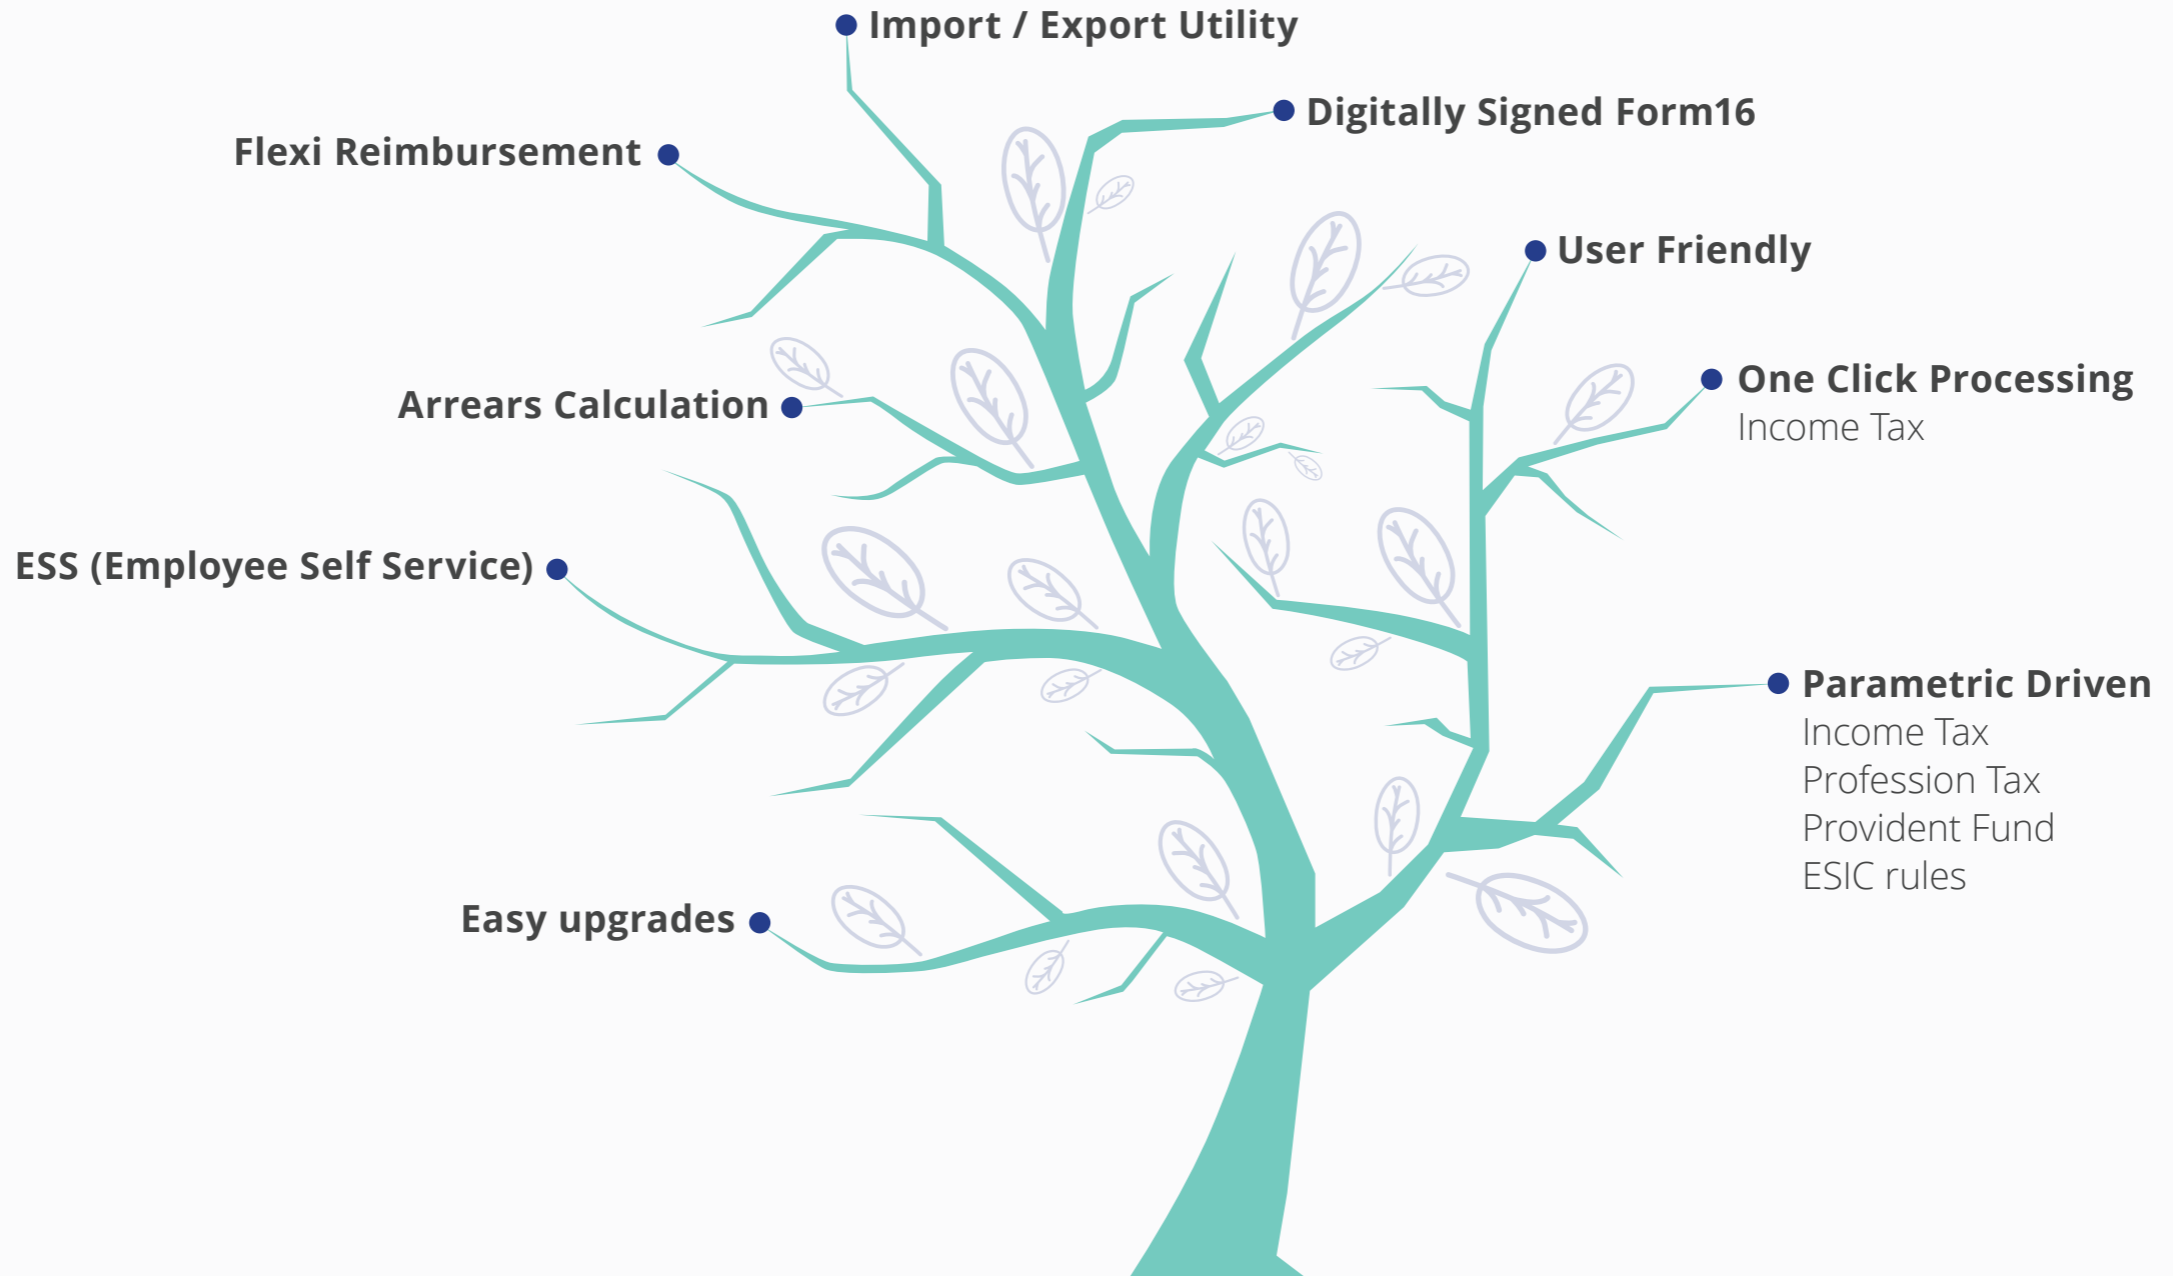 Import / Export Utility
Digitally Signed Form16
Flexi Reimbursement
User Friendly
One Click Processing
Income Tax
Arrears Calculation
ESS (Employee Self Service)
Parametric Driven
Income Tax
Profession Tax
Provident Fund
ESIC rules
Easy upgrades